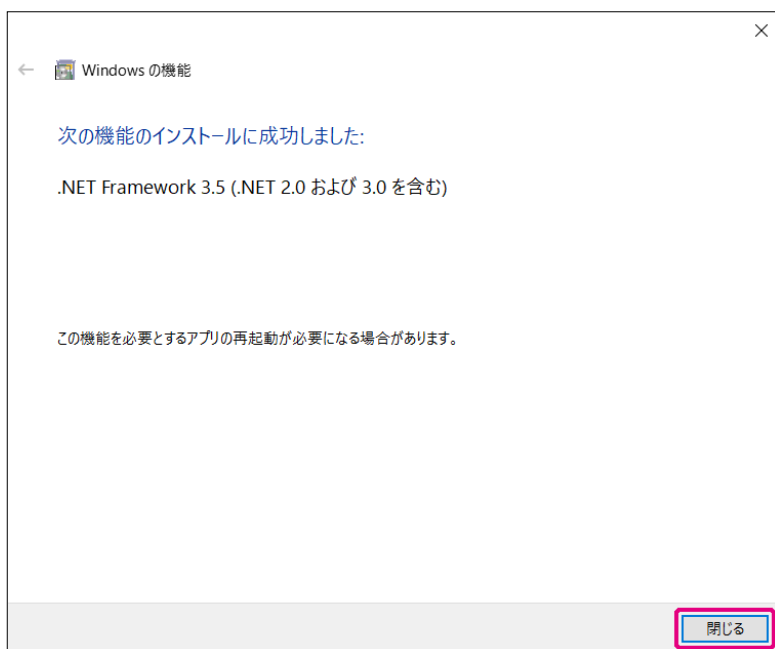 Windows の機能
次の機能のインストールに成功しました:
.NET Framework 3.5 (.NET 2.0 および 3.0 を含む)
この機能を必要とするアプリの再起動が必要になる場合があります。
閉じる